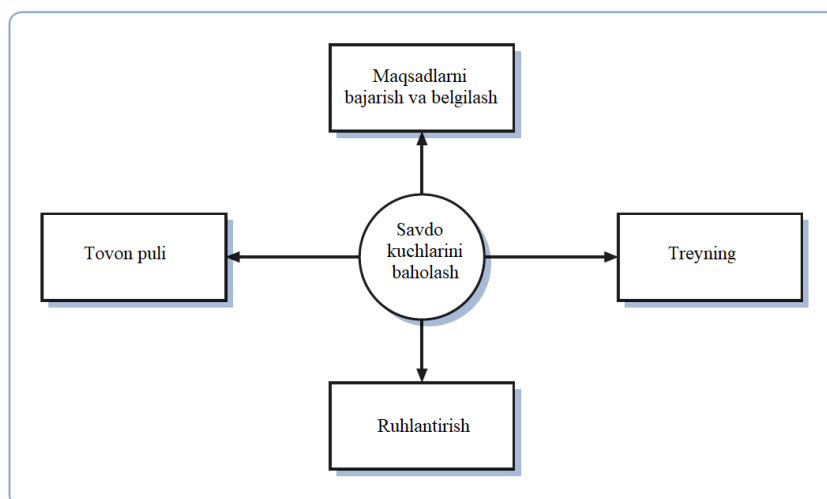 Maqsadlarni
bajarish va belgilash
Tovon puli
Savdo
kuchlarini
baholash
Treyning
Ruhlantirish